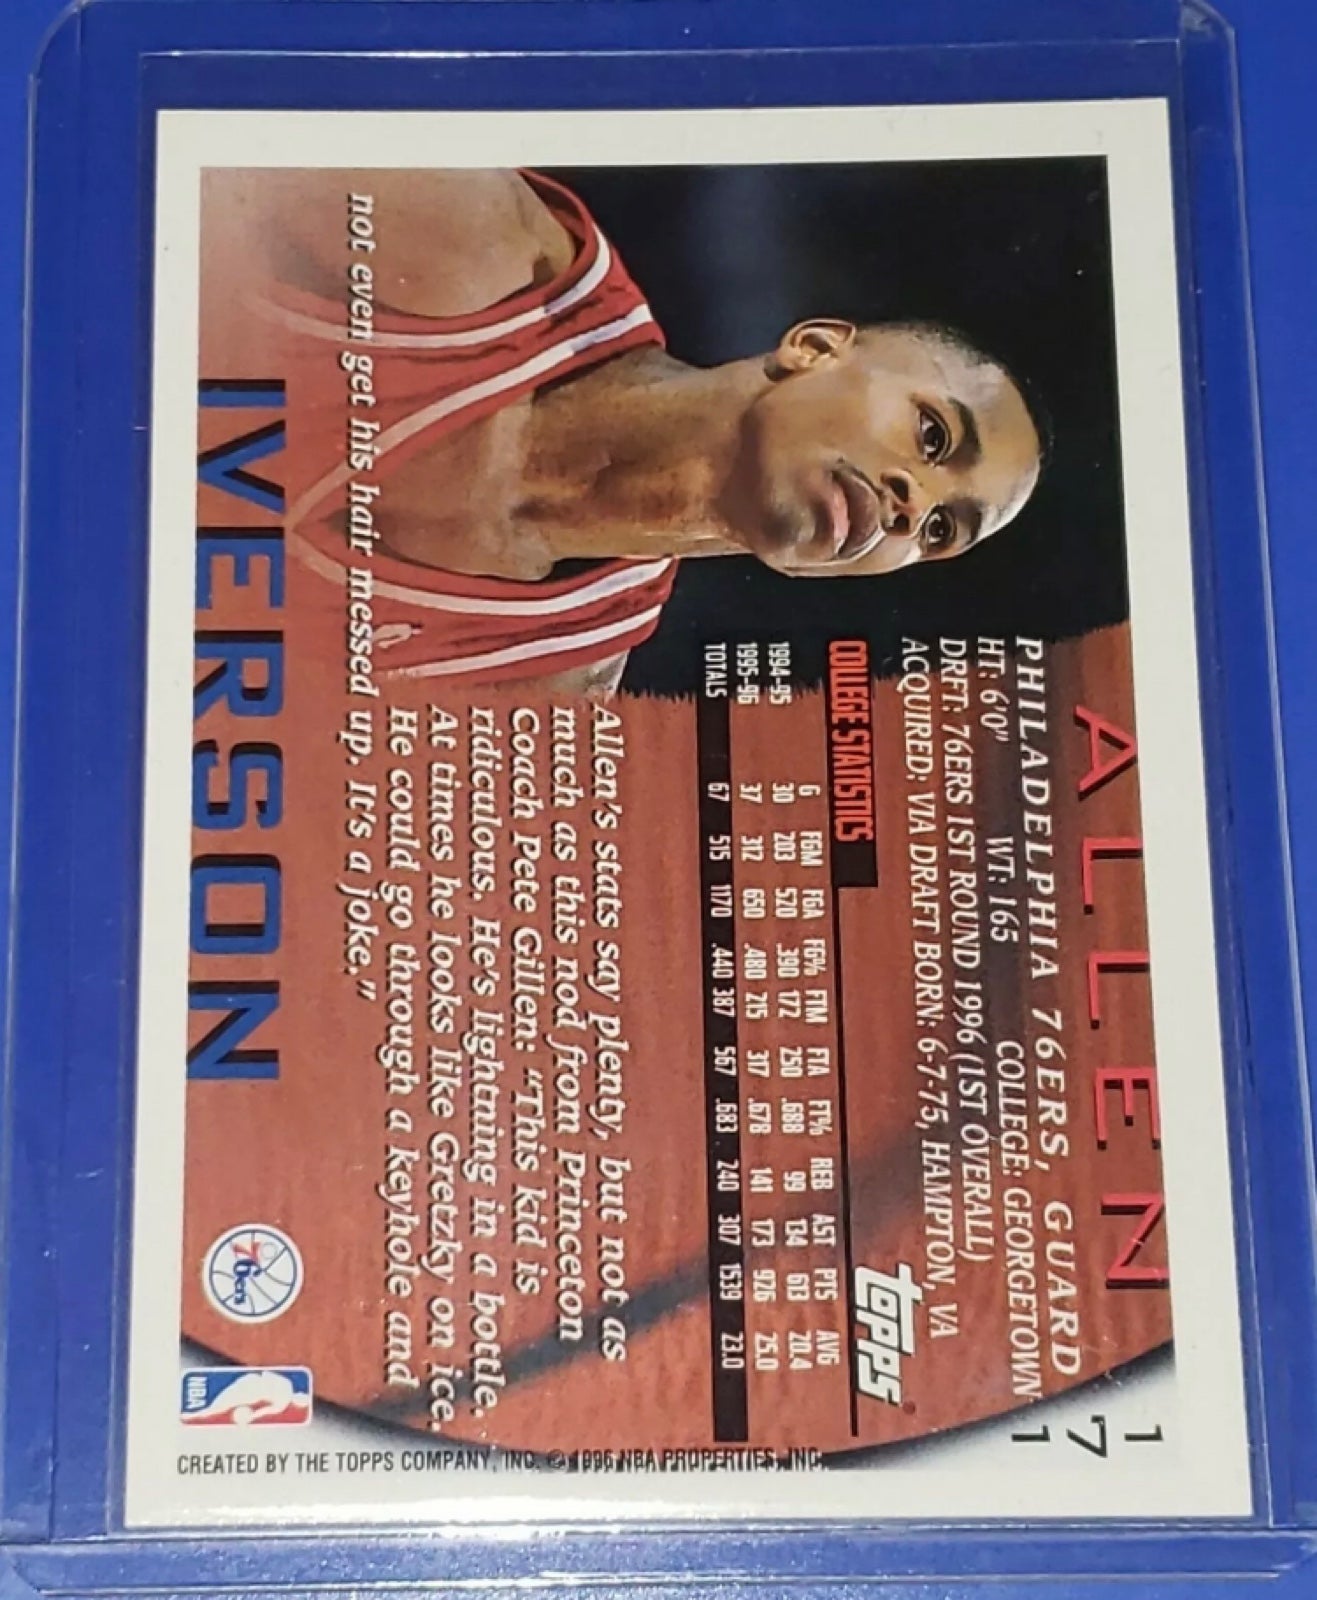 ALLEN
1
7
1
PHILADELPHIA 76ERS, GUARD
HT: 6'0" WT: 165 COLLEGE: GEORGETOWN
DRFT: 76ERS 1ST ROUND 1996 (1ST OVERALL)
ACQUIRED: VIA DRAFT BORN: 6-7-75, HAMPTON, VA
COLLEGE STATISTICS
TOPPS®
G FGM FGA FG% FTM FTA FT% REB AST PTS AVG
1994-95 30 203 520 .390 172 250 .688 99 134 613 20.4
1995-96 37 312 650 .480 215 317 .678 141 173 926 25.0
TOTALS 67 515 1170 .440 387 567 .683 240 307 1539 23.0
Allen's stats say plenty, but not as
much as this nod from Princeton
Coach Pete Gillen: "This kid is
ridiculous. He's lightning in a bottle.
At times he looks like Gretzky on ice.
He could go through a keyhole and
not even get his hair messed up. It's a joke."
IVERSON
76ers
NBA
CREATED BY THE TOPPS COMPANY, INC. © 1996 NBA PROPERTIES, INC.